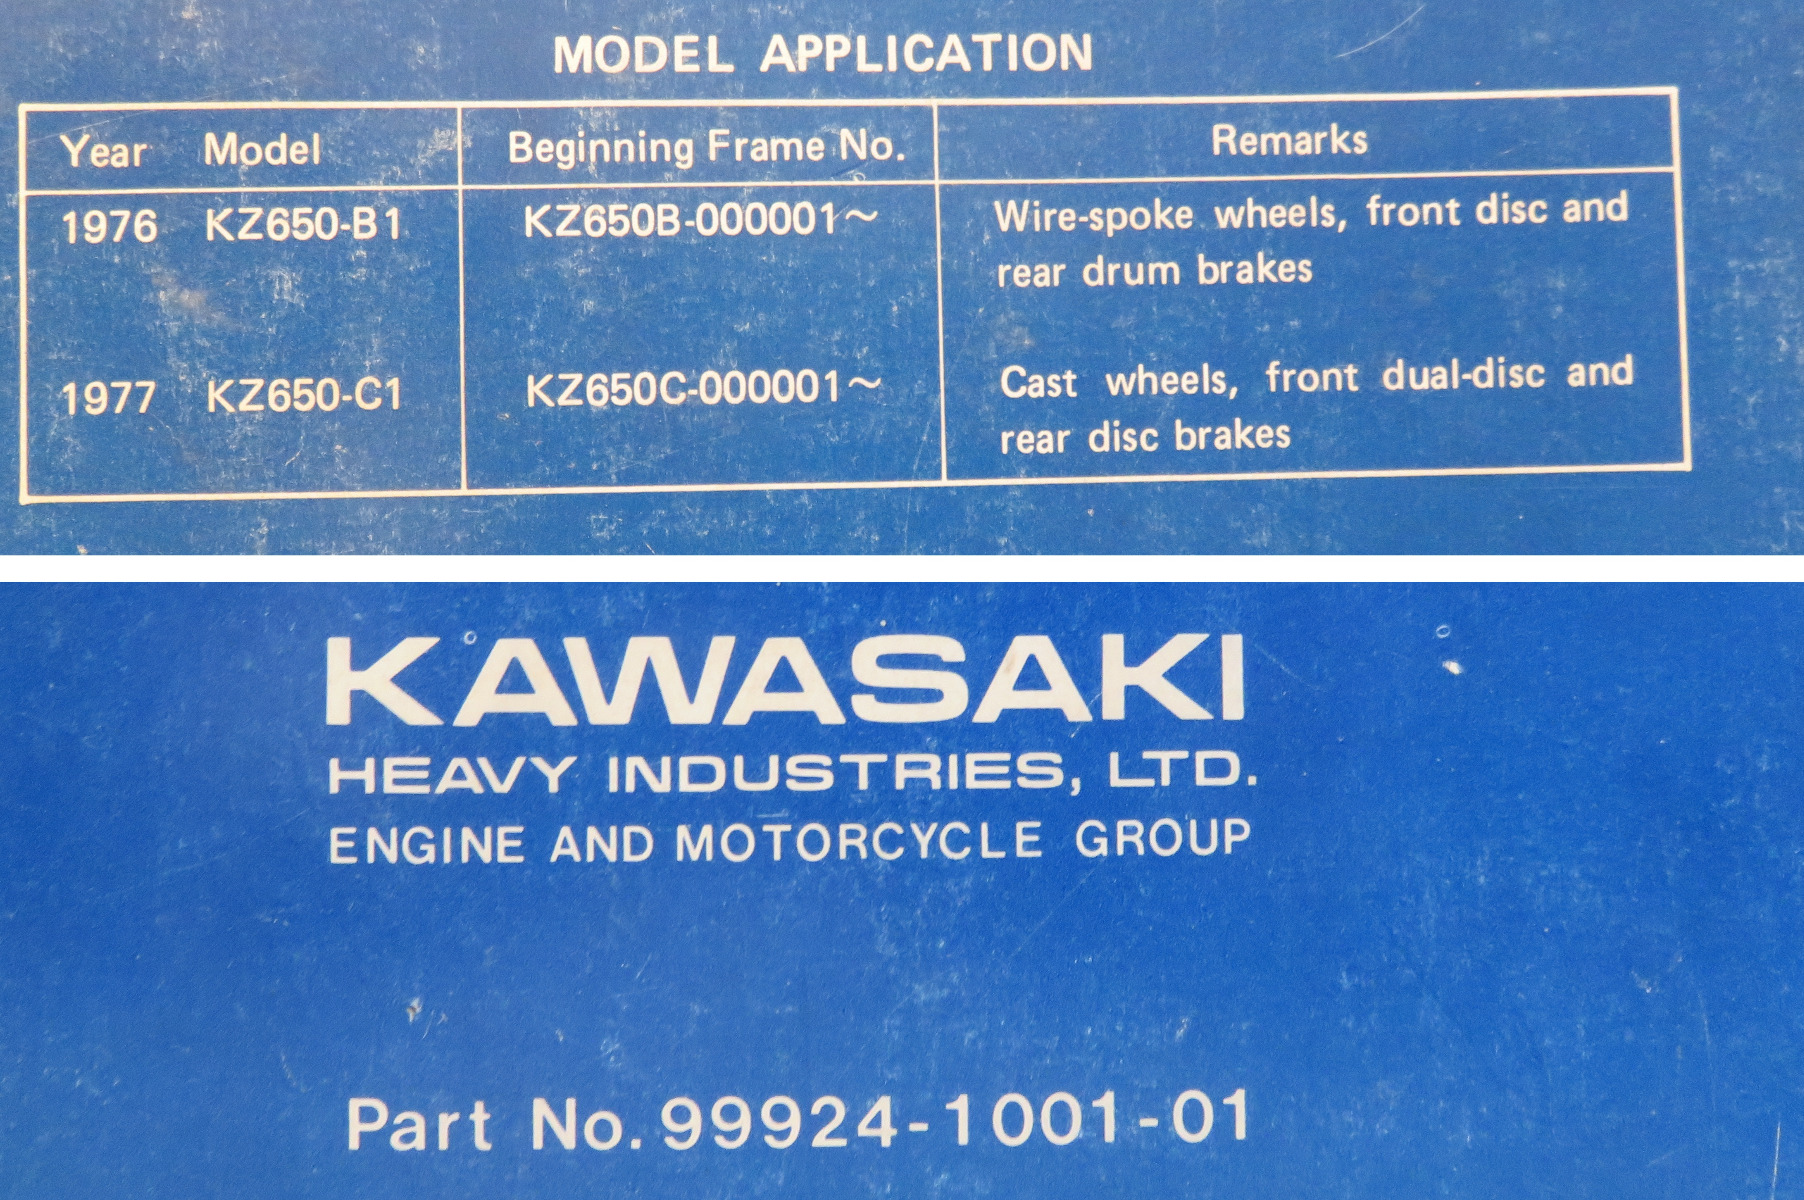 MODEL APPLICATION
Year Model Beginning Frame No. Remarks
1976 KZ650-B1 KZ650B-000001~ Wire-spoke wheels, front disc and
rear drum brakes
1977 KZ650-C1 KZ650C-000001~ Cast wheels, front dual-disc and
rear disc brakes
KAWASAKI
HEAVY INDUSTRIES, LTD.
ENGINE AND MOTORCYCLE GROUP
Part No. 99924-1001-01